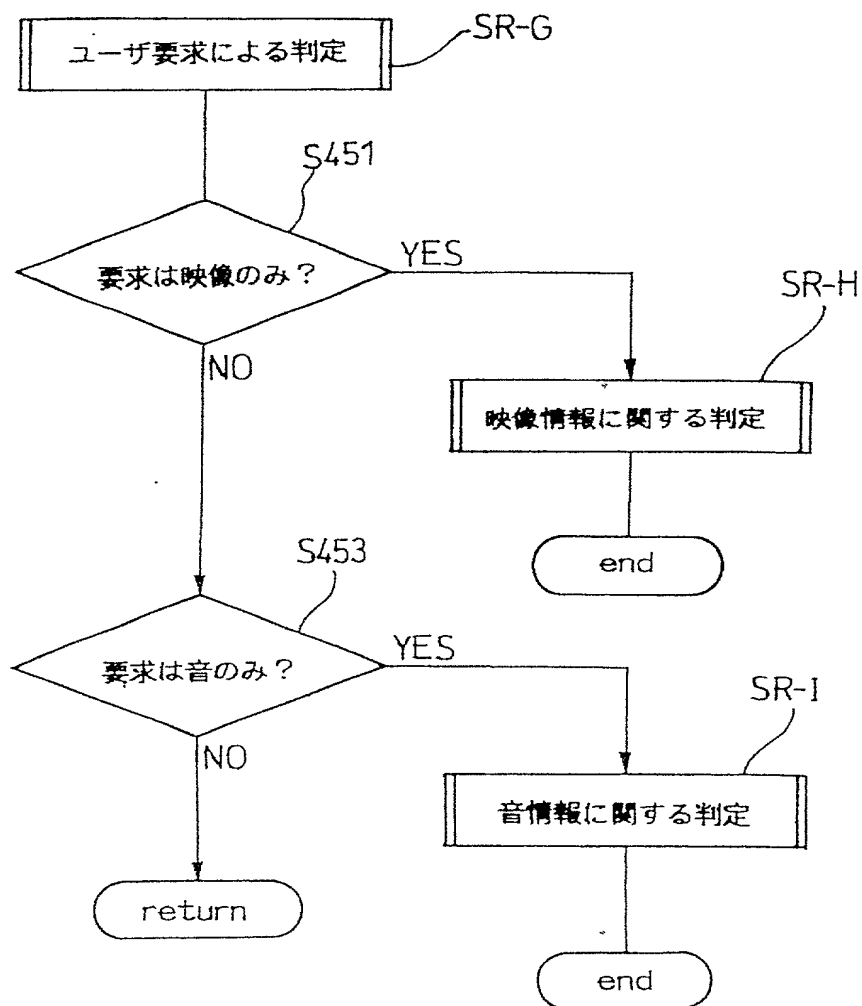 ユーザ要求による判定
SR-G
S451
要求は映像のみ?
YES
NO
SR-H
映像情報に関する判定
end
S453
要求は音のみ?
YES
NO
SR-I
音情報に関する判定
return
end